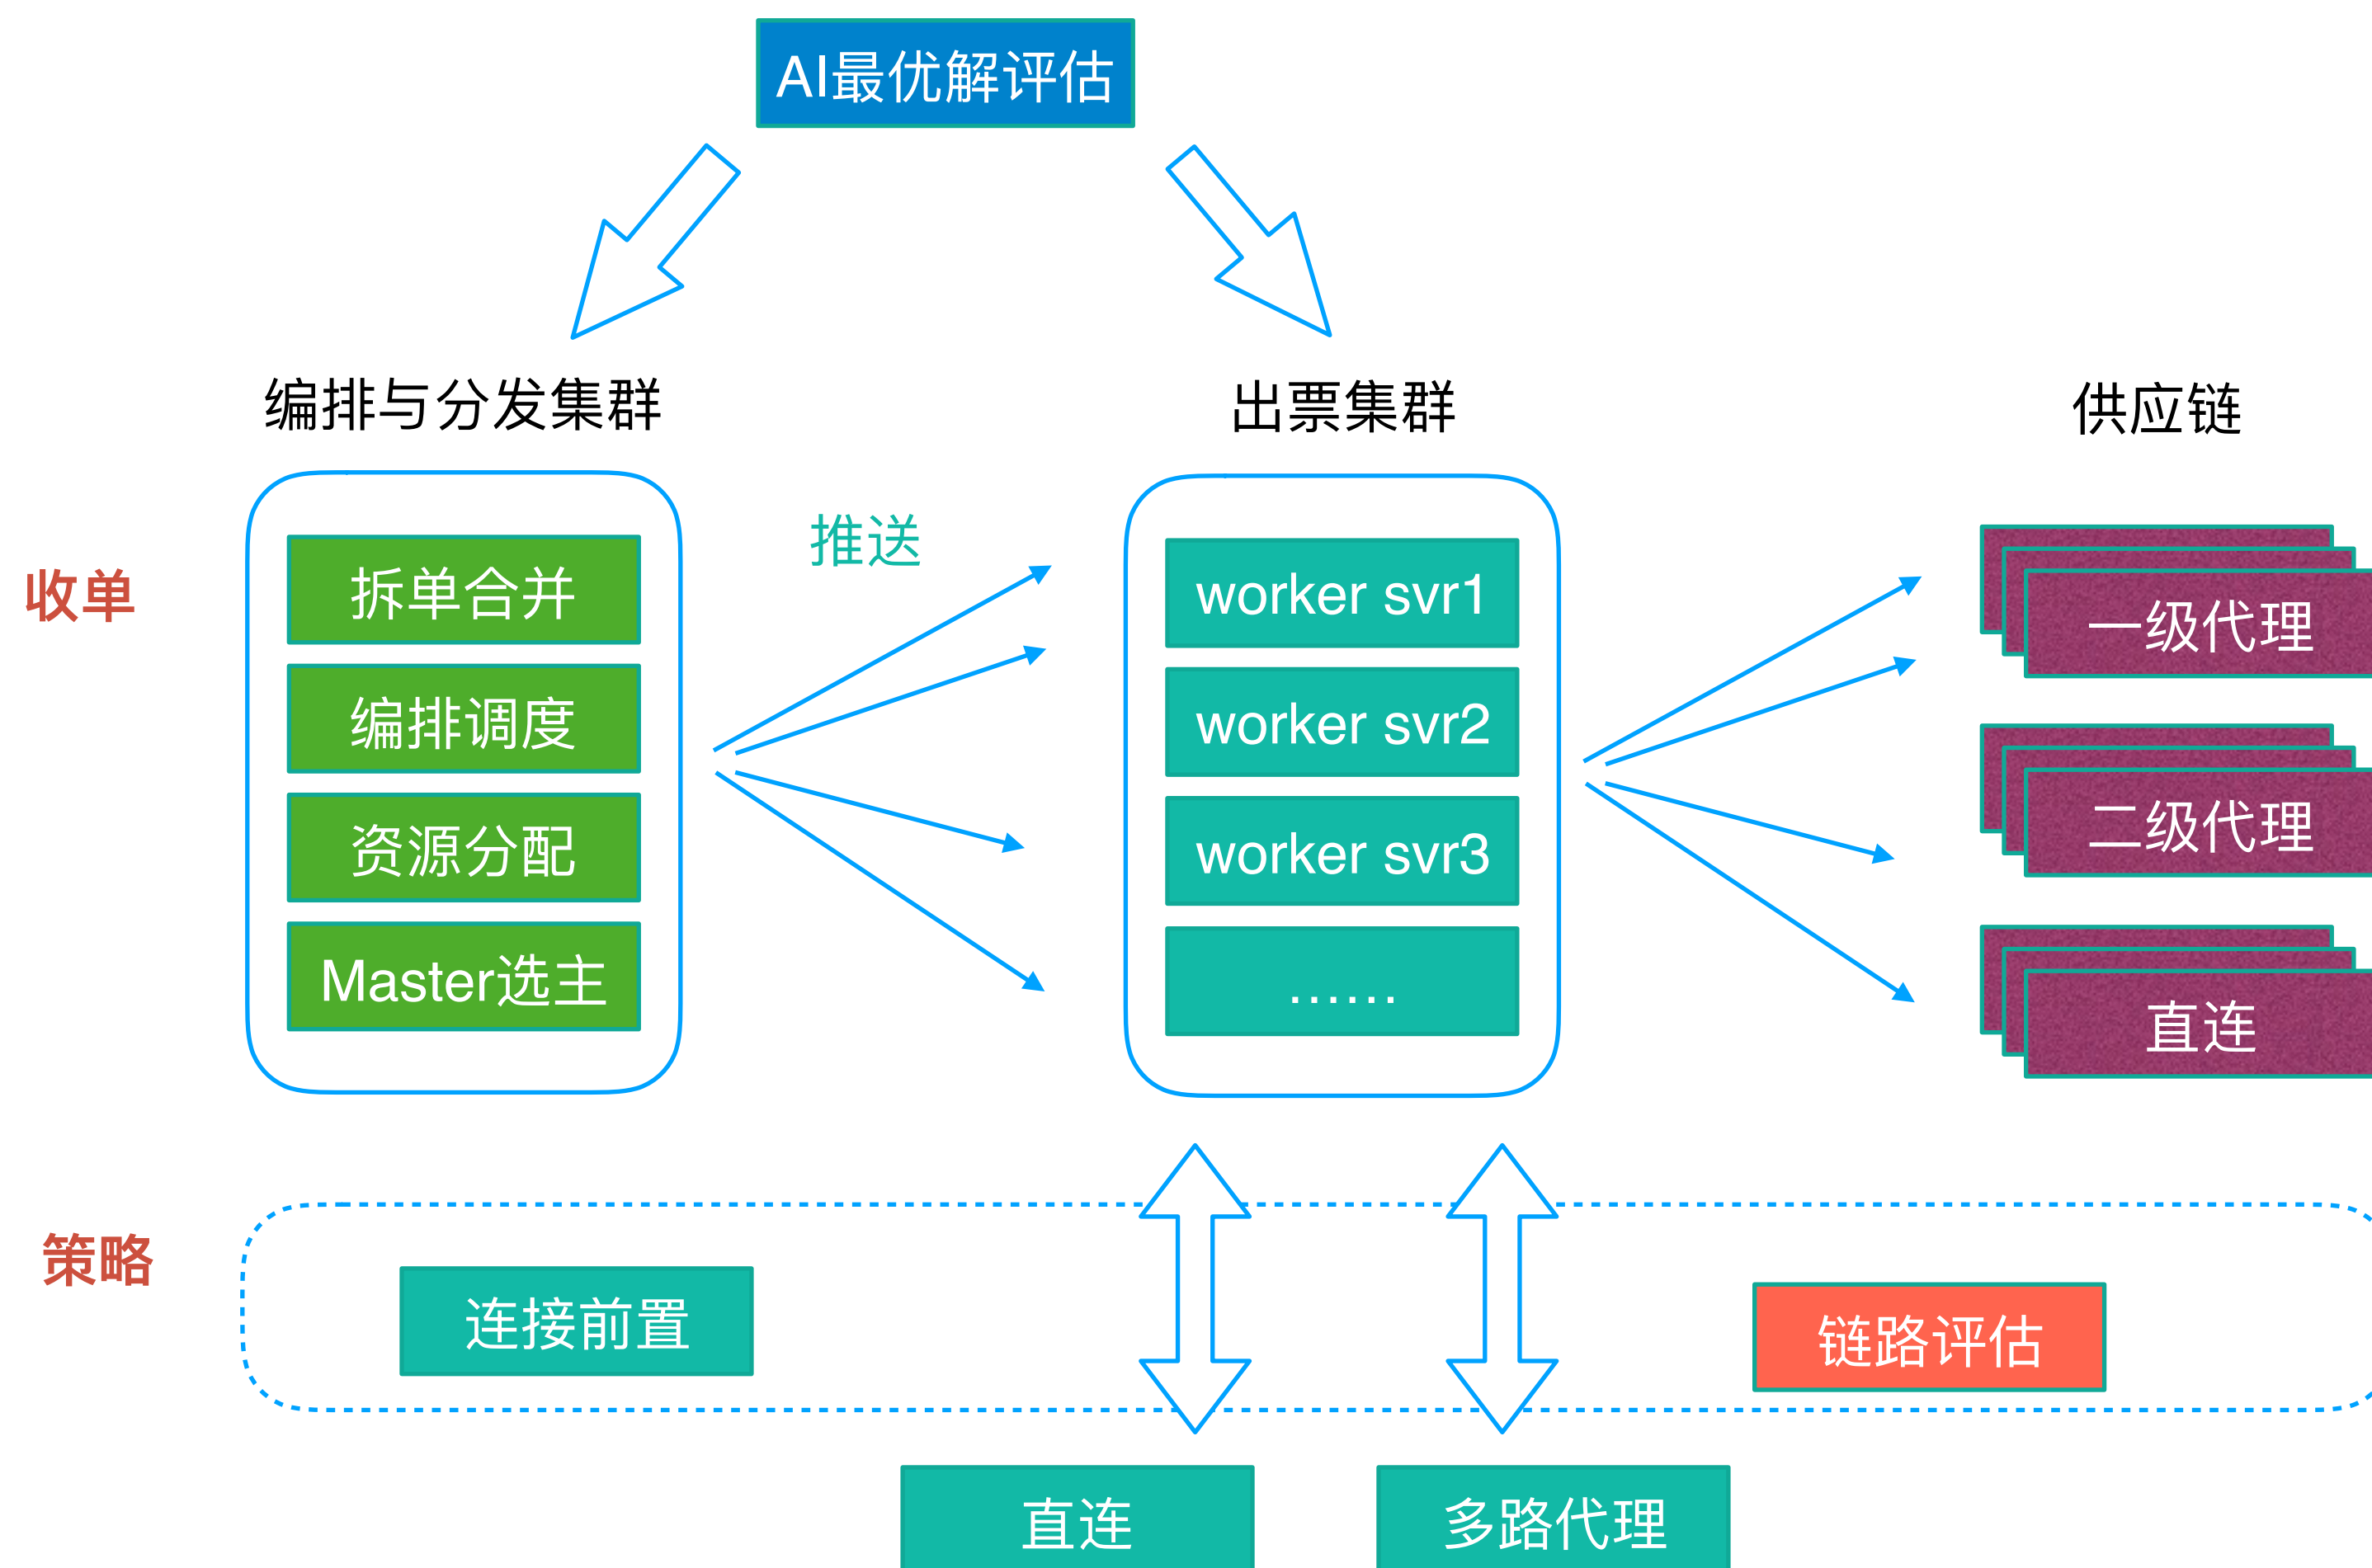 AI最优解评估
编排与分发集群
出票集群
供应链
收单
拆单合并
编排调度
资源分配
Master选主
推送
worker sv1
worker svr2
worker svr3
······
一级代理
二级代理
直连
策略
连接前置
链路评估
直连
多路代理